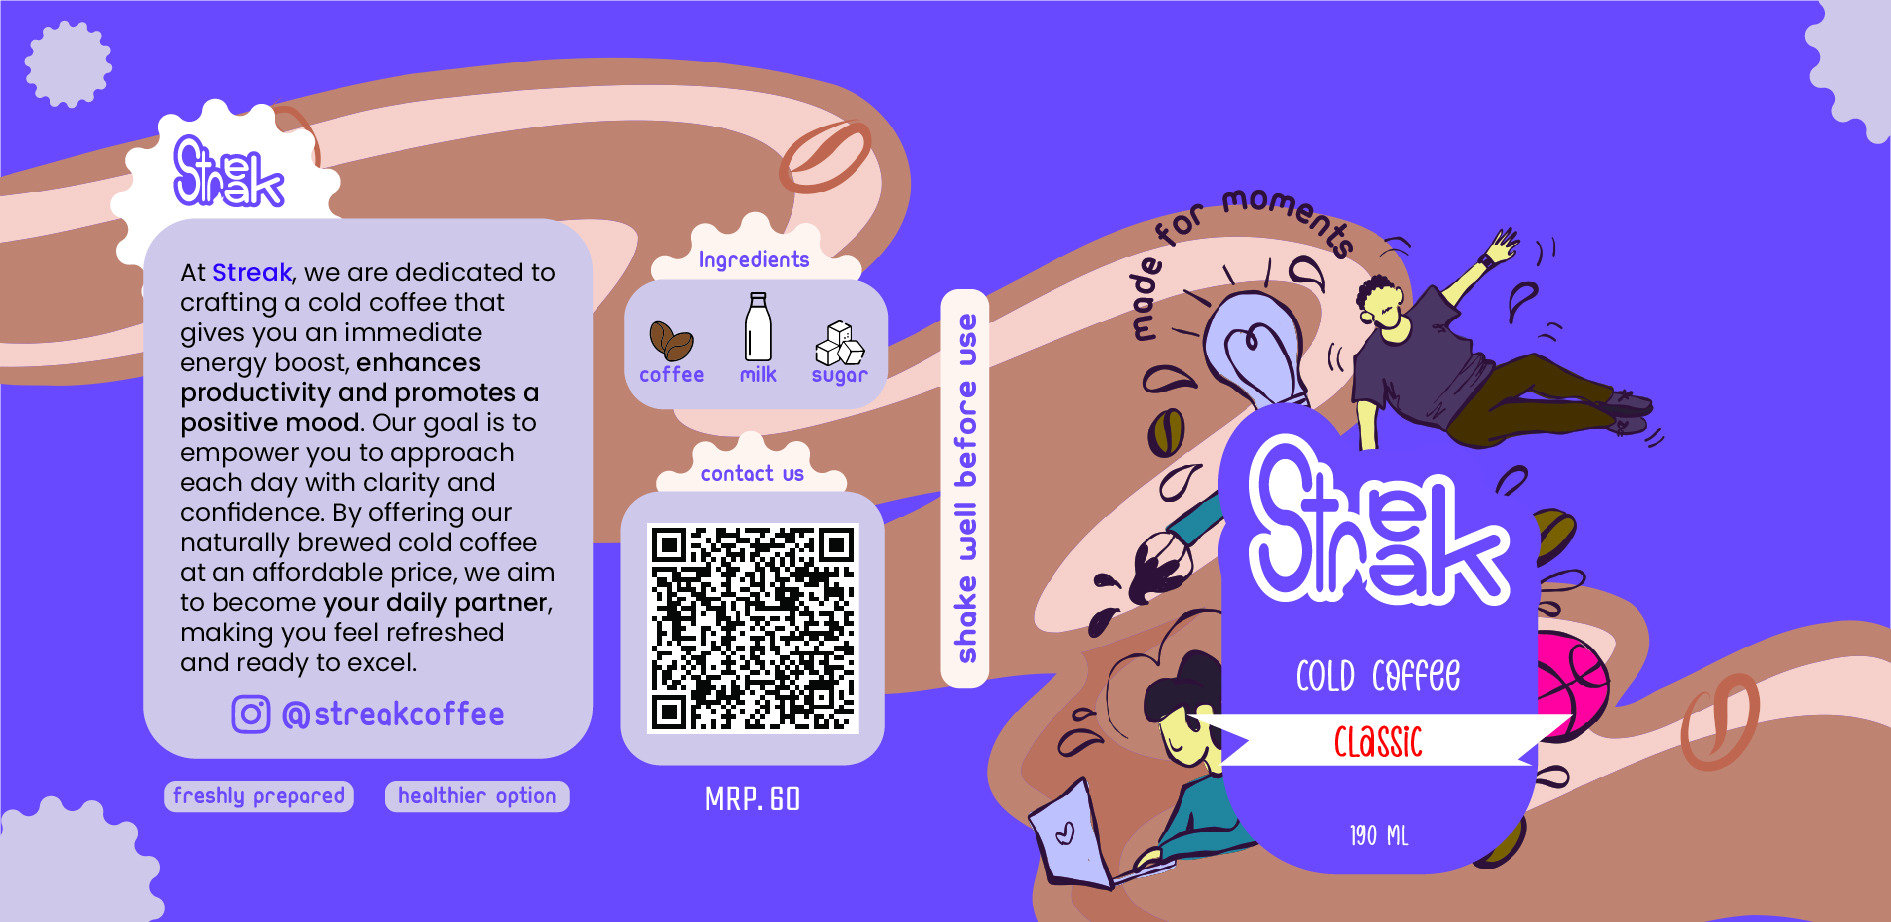 Streak
At Streak, we are dedicated to
crafting a cold coffee that
gives you an immediate
energy boost, enhances
productivity and promotes a
positive mood. Our goal is to
empower you to approach
each day with clarity and
confidence. By offering our
naturally brewed cold coffee
at an affordable price, we aim
to become your daily partner,
making you feel refreshed
and ready to excel.
@streakcoffee
freshly prepared
healthier option
Ingredients
coffee
milk
sugar
contact us
MRP. 60
shake well before use
made for moments
Streak
COLD COFFEE
CLASSIC
190 ML